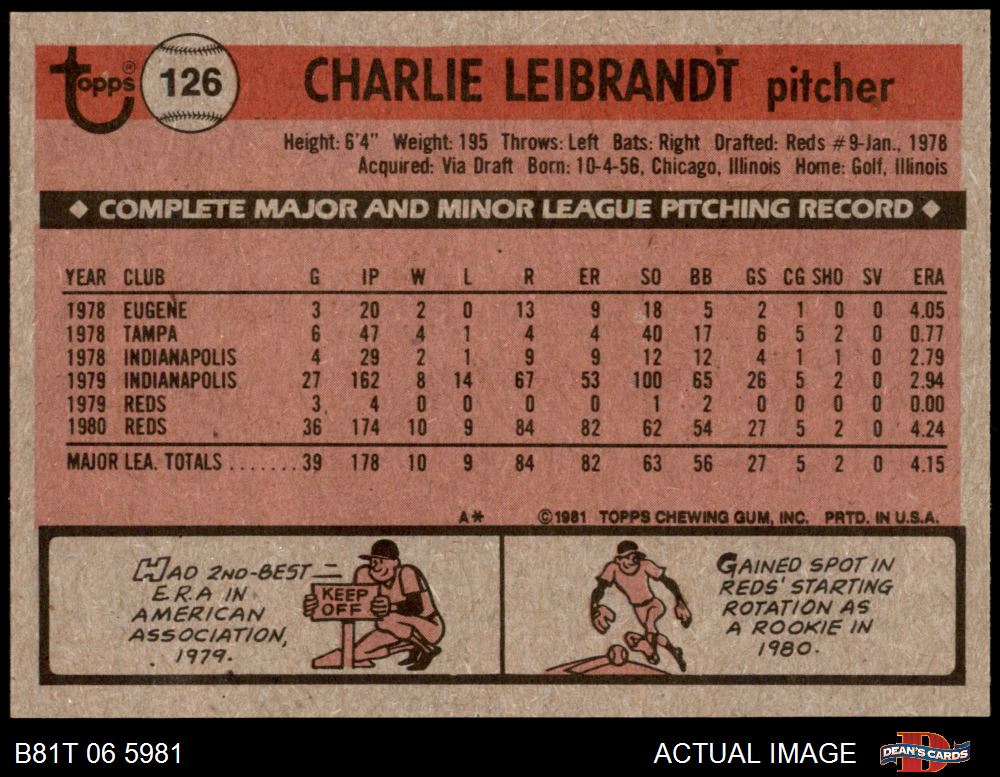 topps 126 CHARLIE LEIBRANDT pitcher
Height: 6'4" Weight: 195 Throws: Left Bats: Right Drafted: Reds #9-Jan., 1978
Acquired: Via Draft Born: 10-4-56, Chicago, Illinois Home: Golf, Illinois
◆ COMPLETE MAJOR AND MINOR LEAGUE PITCHING RECORD ◆
YEAR CLUB G IP W L R ER SO BB GS CG SHO SV ERA
1978 EUGENE 3 20 2 0 13 9 18 5 2 1 0 0 4.05
1978 TAMPA 6 47 4 1 4 4 40 17 6 5 2 0 0.77
1978 INDIANAPOLIS 4 29 2 1 9 9 12 12 4 1 1 0 2.79
1979 INDIANAPOLIS 27 162 8 14 67 53 100 65 26 5 2 0 2.94
1979 REDS 3 4 0 0 0 0 1 2 0 0 0 0 0.00
1980 REDS 36 174 10 9 84 82 62 54 27 5 2 0 4.24
MAJOR LEA. TOTALS ....... 39 178 10 9 84 82 63 56 27 5 2 0 4.15
A* ©1981 TOPPS CHEWING GUM, INC. PRTD. IN U.S.A.
HAD 2ND-BEST
E.R.A IN
AMERICAN
ASSOCIATION,
1979.
KEEP
OFF
GAINED SPOT IN
REDS' STARTING
ROTATION AS
A ROOKIE IN
1980.
B81T 06 5981 ACTUAL IMAGE DEAN'S CARDS